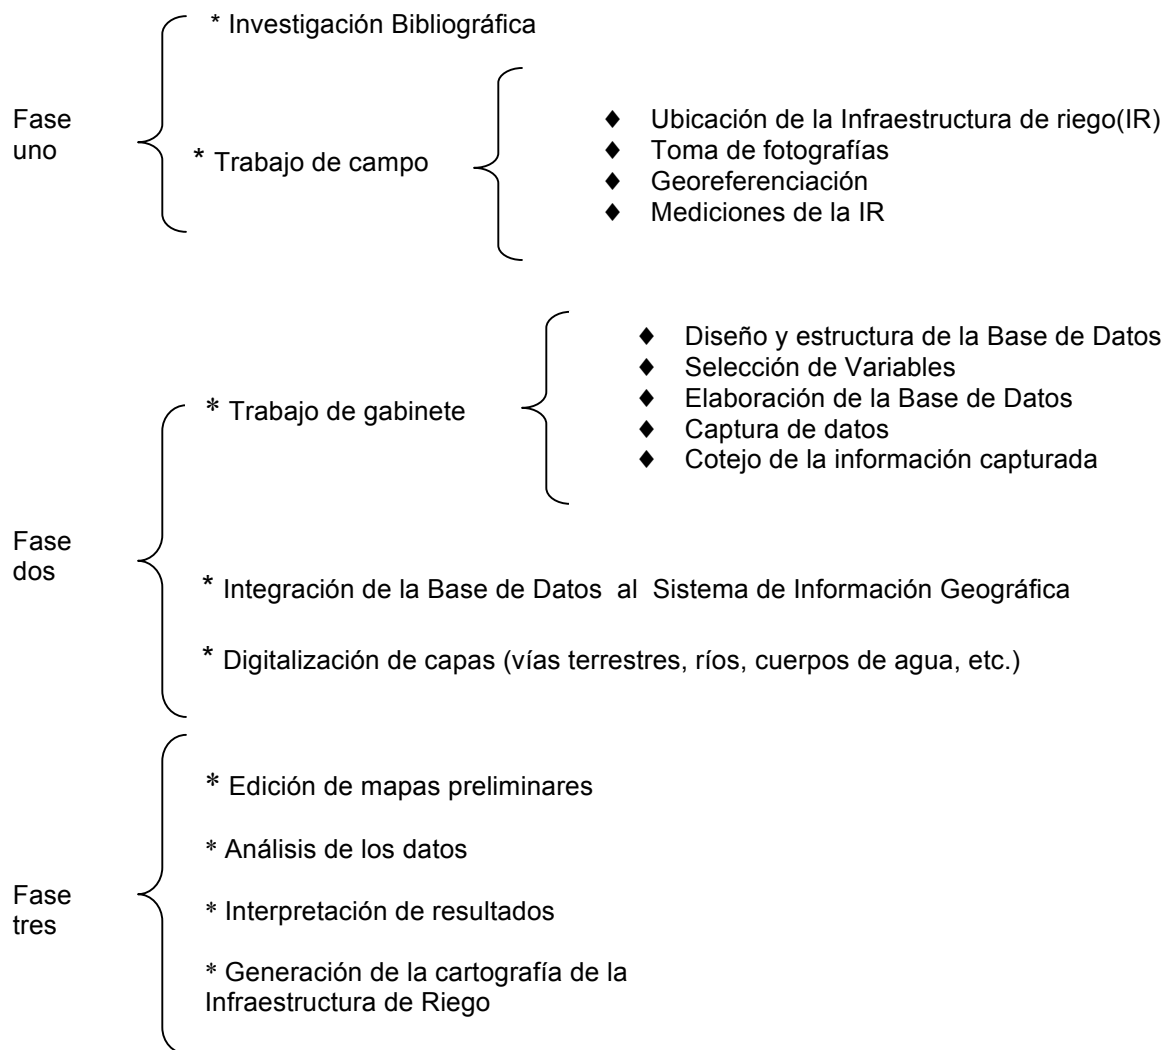 * Investigación Bibliográfica
Fase
uno
* Trabajo de campo
♦ Ubicación de la Infraestructura de riego(IR)
♦ Toma de fotografías
♦ Georeferenciación
♦ Mediciones de la IR
Fase
dos
* Trabajo de gabinete
♦ Diseño y estructura de la Base de Datos
♦ Selección de Variables
♦ Elaboración de la Base de Datos
♦ Captura de datos
♦ Cotejo de la información capturada
* Integración de la Base de Datos al Sistema de Información Geográfica
* Digitalización de capas (vías terrestres, ríos, cuerpos de agua, etc.)
Fase
tres
* Edición de mapas preliminares
* Análisis de los datos
* Interpretación de resultados
* Generación de la cartografía de la
Infraestructura de Riego